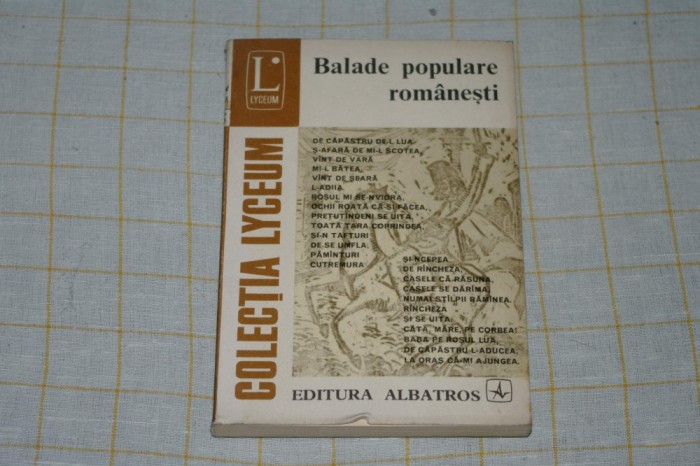 L
LYCEUM
Balade populare
românești
COLECȚIA LYCEUM
DE CĂPĂSTRU DE-L LUA,
Ș-AFARĂ DE MI-L SCOTEA,
VÎNT DE VARĂ
MI-L BĂTEA,
VÎNT DE SEARĂ
L-ADIIA.
ROȘUL MI SE-NVIORA,
OCHII ROATĂ CĂ-ȘI FĂCEA,
PRETUTINDENI SE UITA,
TOATĂ ȚARA COPRINDEA,
ȘI-N TAFTURI
DE SE UMFLA,
PĂMÎNTURI
CUTREMURA
ȘI-NCEPEA
DE RÎNCHEZA,
CASELE CĂ RĂSUNA,
CASELE SE DĂRÎMA,
NUMAI STÎLPII RĂMÎNEA.
RÎNCHEZA
ȘI SE UITA:
CATĂ, MĂRE, PE CORBEA!
BABA PE ROȘUL LUA,
DE CĂPĂSTRU-L-ADUCEA,
LA ORAȘ CĂ-MI AJUNGEA.
EDITURA ALBATROS